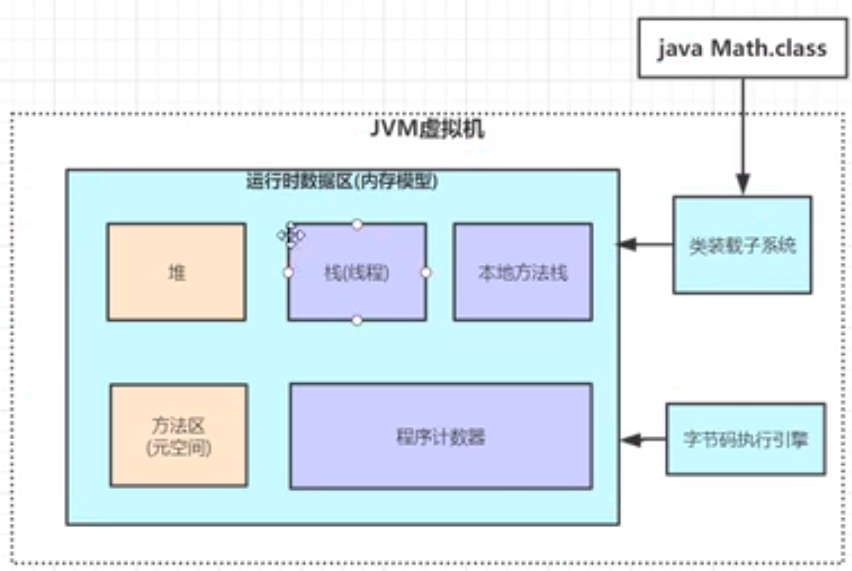 java Math.class
JVM虚拟机
运行时数据区(内存模型)
堆
栈(线程)
本地方法栈
类装载子系统
方法区
(元空间)
程序计数器
字节码执行引擎